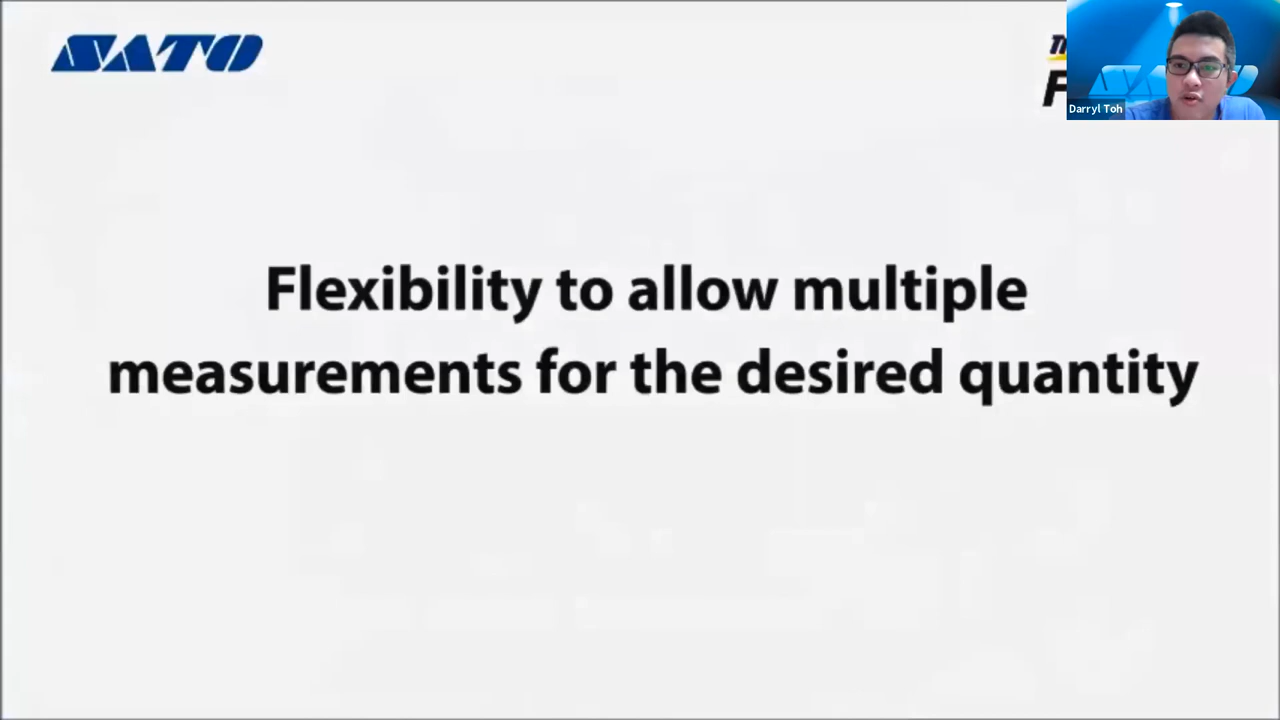 SATO
Darryl Toh
Flexibility to allow multiple
measurements for the desired quantity